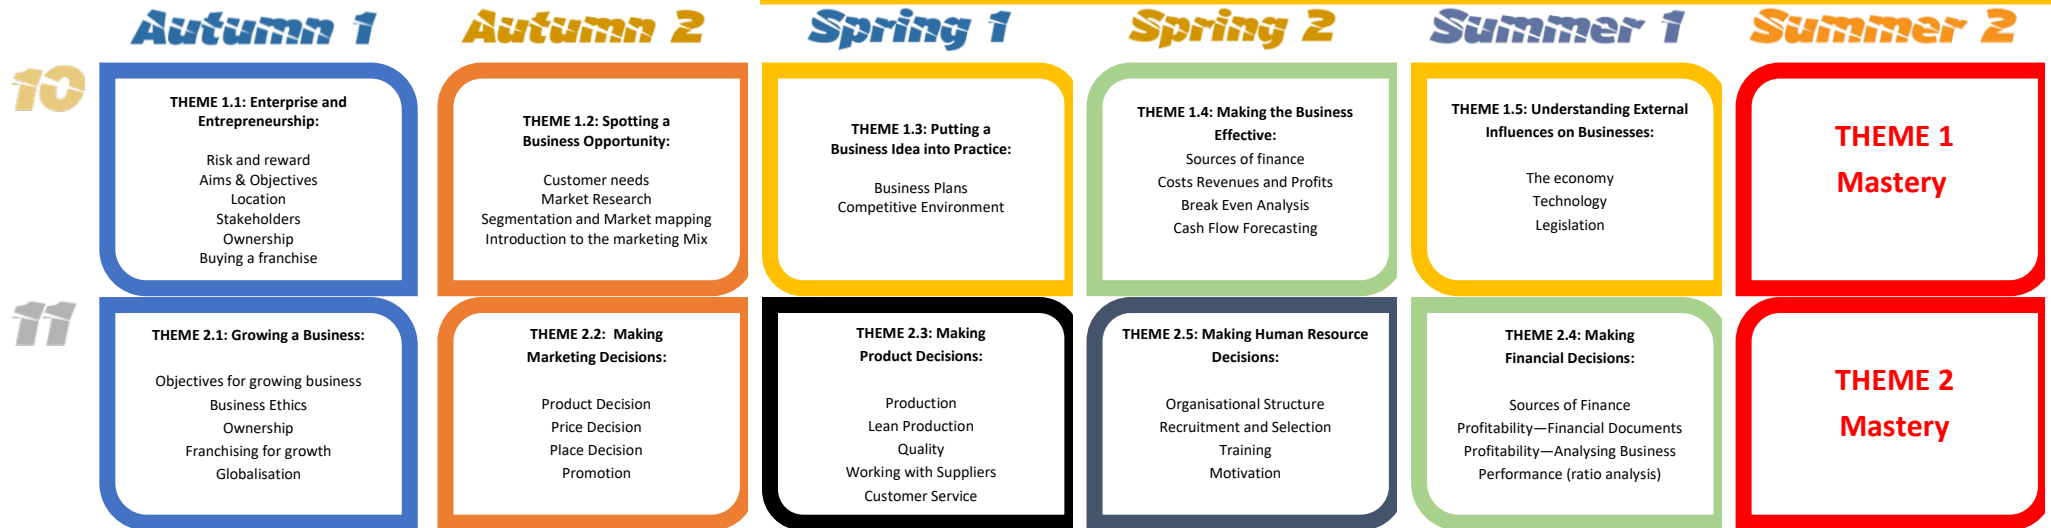 Autumn 1
Autumn 2
Spring 1
Spring 2
Summer 1
Summer 2
10
THEME 1.1: Enterprise and
Entrepreneurship:
Risk and reward
Aims & Objectives
Location
Stakeholders
Ownership
Buying a franchise
THEME 1.2: Spotting a
Business Opportunity:
Customer needs
Market Research
Segmentation and Market mapping
Introduction to the marketing Mix
THEME 1.3: Putting a
Business Idea into Practice:
Business Plans
Competitive Environment
THEME 1.4: Making the Business
Effective:
Sources of finance
Costs Revenues and Profits
Break Even Analysis
Cash Flow Forecasting
THEME 1.5: Understanding External
Influences on Businesses:
The economy
Technology
Legislation
THEME 1
Mastery
11
THEME 2.1: Growing a Business:
Objectives for growing business
Business Ethics
Ownership
Franchising for growth
Globalisation
THEME 2.2:  Making
Marketing Decisions:
Product Decision
Price Decision
Place Decision
Promotion
THEME 2.3: Making
Product Decisions:
Production
Lean Production
Quality
Working with Suppliers
Customer Service
THEME 2.5: Making Human Resource
Decisions:
Organisational Structure
Recruitment and Selection
Training
Motivation
THEME 2.4: Making
Financial Decisions:
Sources of Finance
Profitability—Financial Documents
Profitability—Analysing Business
Performance (ratio analysis)
THEME 2
Mastery